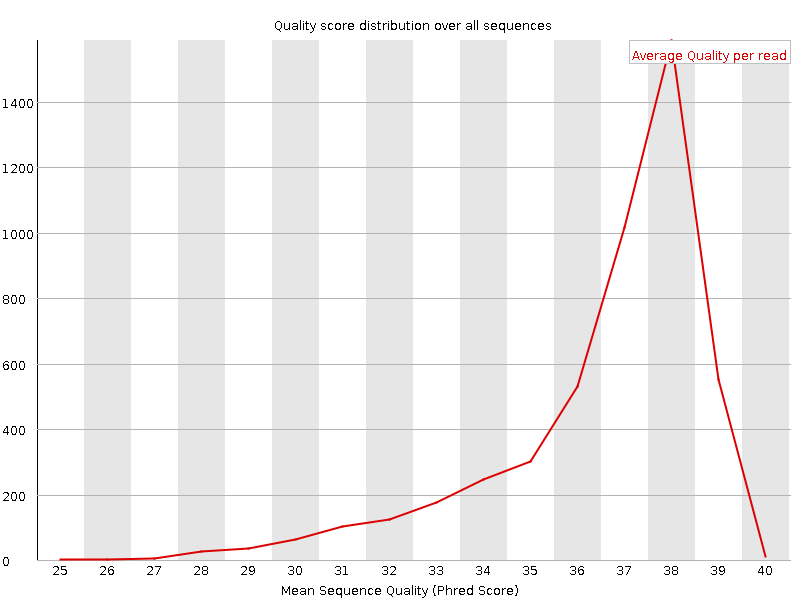 Quality score distribution over all sequences
Average Quality per read
1400
1200
1000
800
600
400
200
0
25 26 27 28 29 30 31 32 33 34 35 36 37 38 39 40
Mean Sequence Quality (Phred Score)